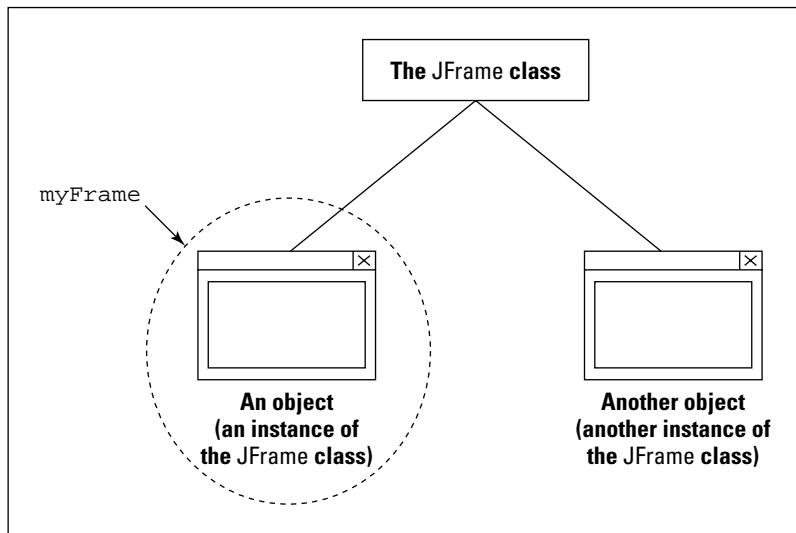 The JFrame class
myFrame
An object
(an instance of
the JFrame class)
Another object
(another instance of
the JFrame class)